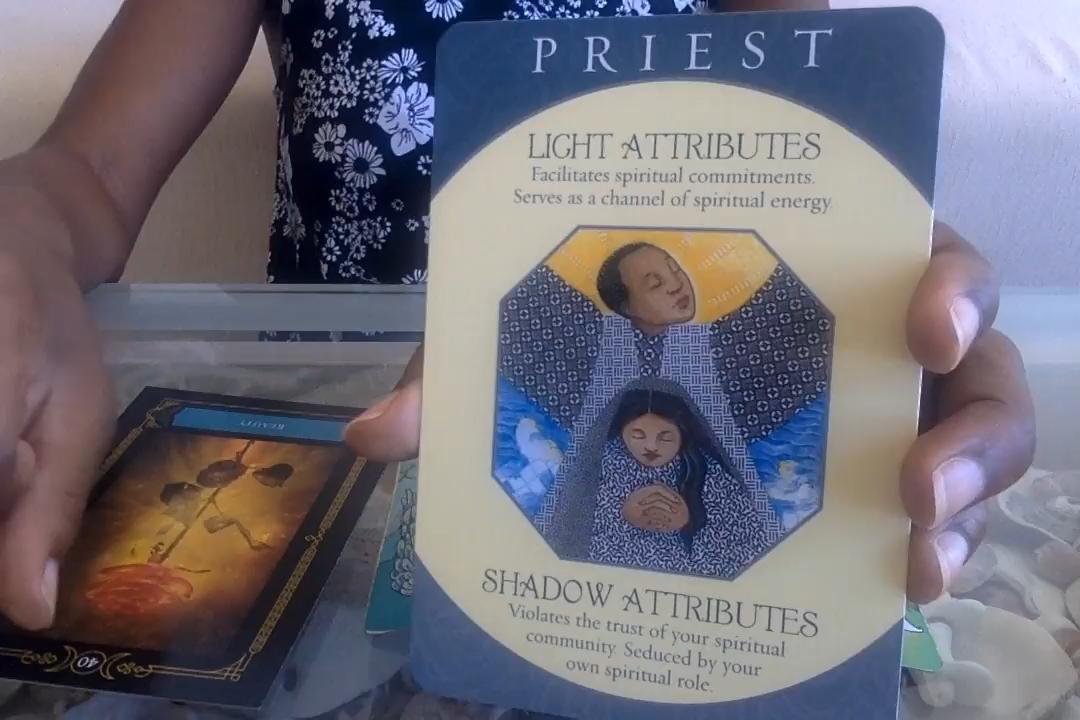 PRIEST
LIGHT ATTRIBUTES
Facilitates spiritual commitments.
Serves as a channel of spiritual energy.
SHADOW ATTRIBUTES
Violates the trust of your spiritual
community. Seduced by your
own spiritual role.
BEAUTY
40